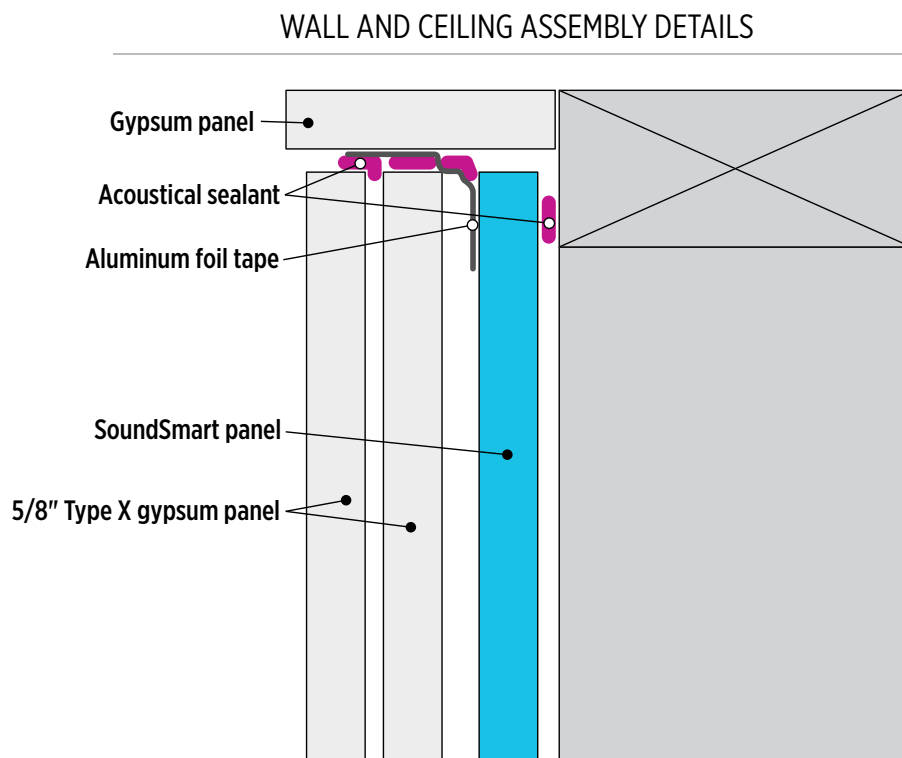 WALL AND CEILING ASSEMBLY DETAILS
Gypsum panel
Acoustical sealant
Aluminum foil tape
SoundSmart panel
5/8" Type X gypsum panel